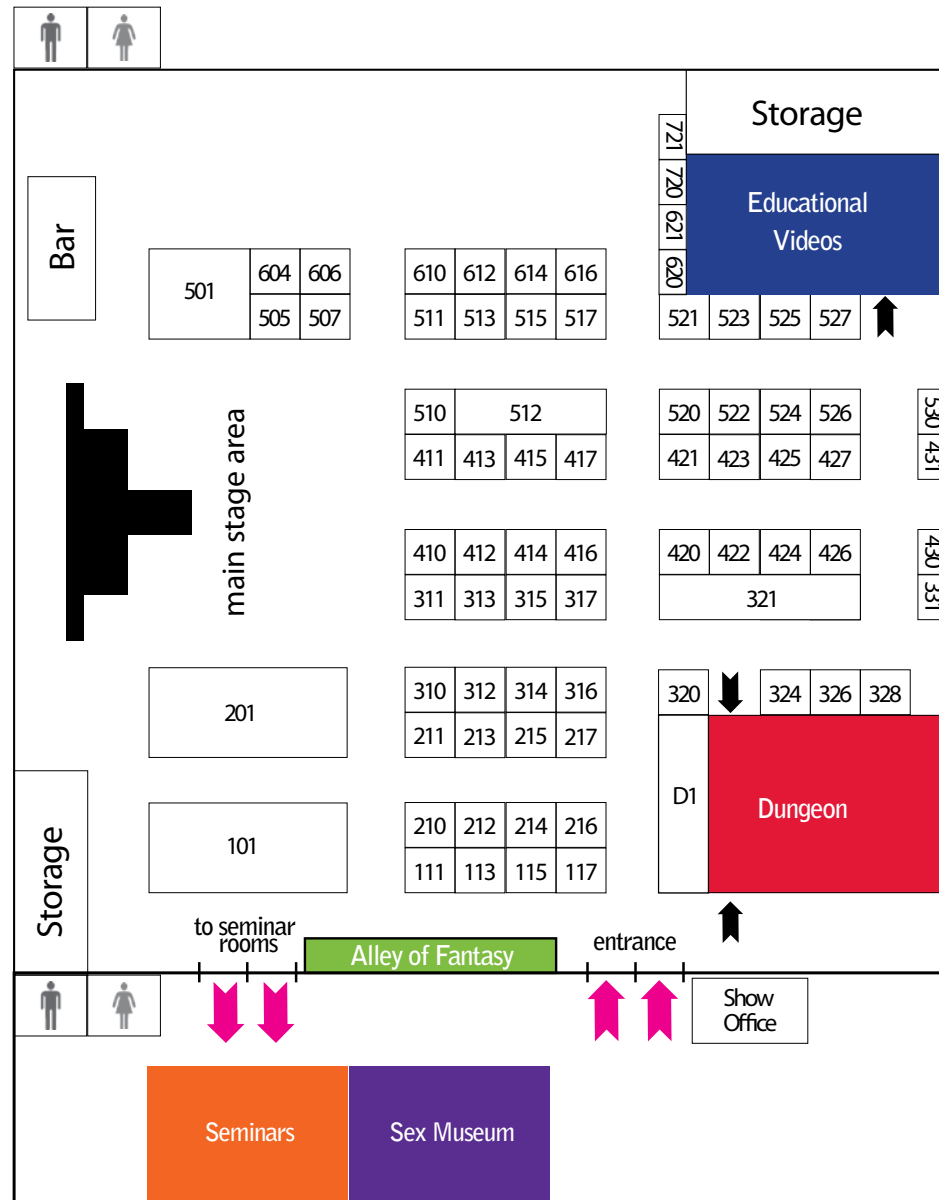 Storage
721
720
621
620
Educational
Videos
Bar
501
604 606
505 507
610 612 614 616
511 513 515 517
521 523 525 527
main stage area
510 512
411 413 415 417
520 522 524 526
421 423 425 427
530
431
410 412 414 416
311 313 315 317
420 422 424 426
321
430
331
201
310 312 314 316
211 213 215 217
320 324 326 328
D1
Dungeon
101
210 212 214 216
111 113 115 117
Storage
to seminar
rooms
Alley of Fantasy
entrance
Show
Office
Seminars
Sex Museum